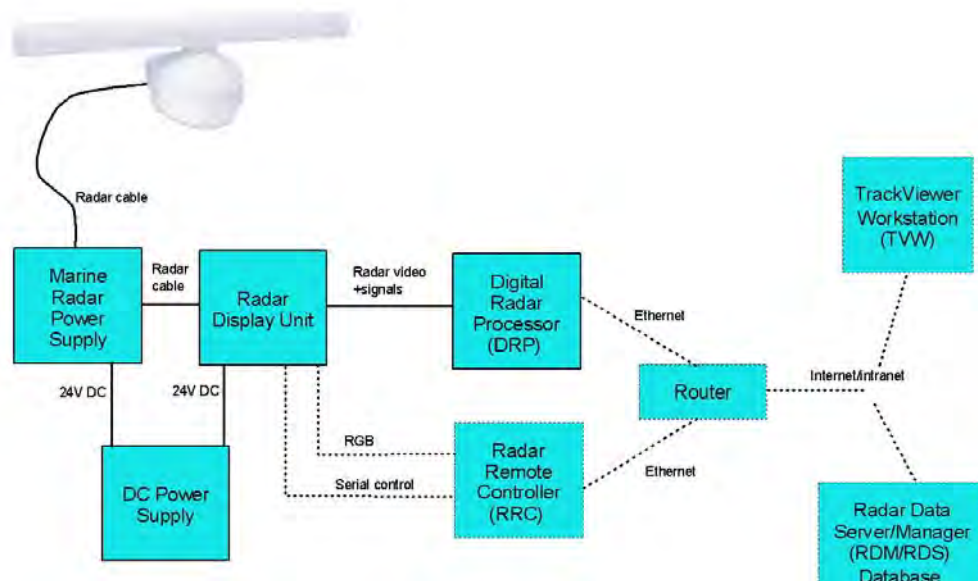 Radar cable
TrackViewer
Workstation
(TVW)
Marine
Radar
Power
Supply
Radar
cable
Radar
Display Unit
Radar video
+signals
Digital
Radar
Processor
(DRP)
Ethernet
Router
Internet/intranet
24V DC
24V DC
RGB
Serial control
Radar
Remote
Controller
(RRC)
Ethernet
DC Power
Supply
Radar Data
Server/Manager
(RDM/RDS)
Database